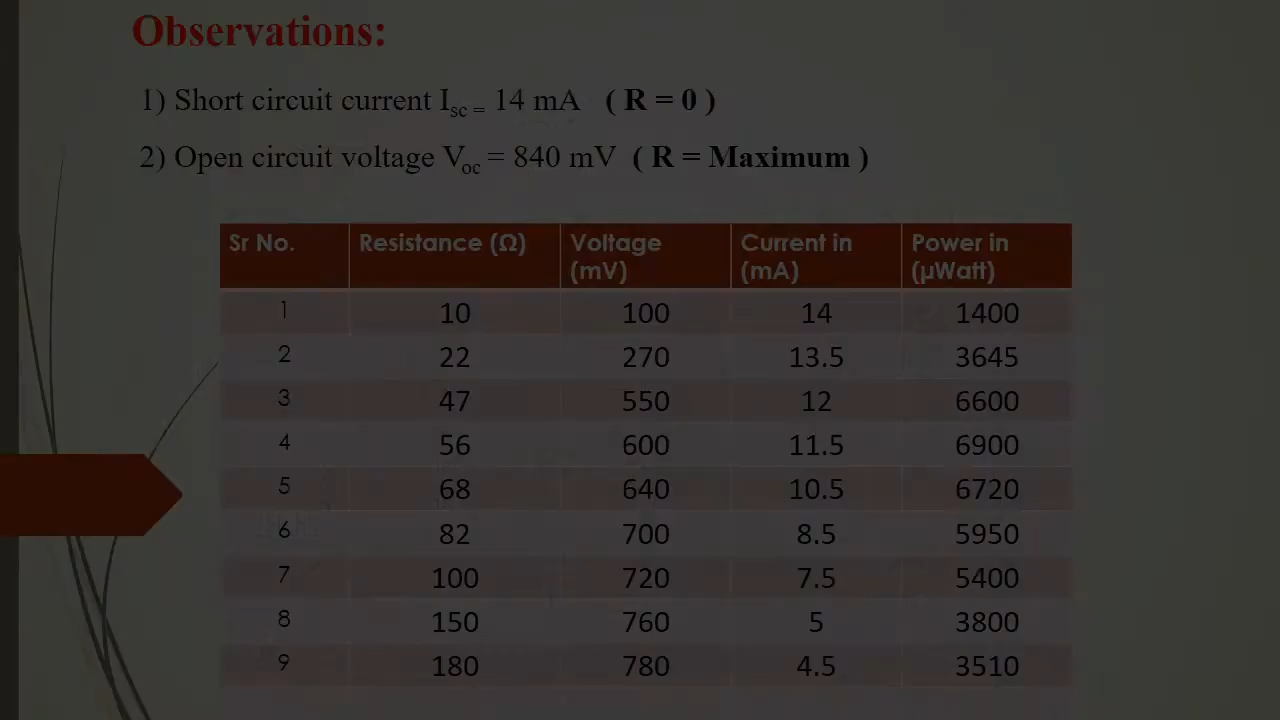 Observations:
1) Short circuit current Isc = 14 mA ( R = 0 )
2) Open circuit voltage Voc = 840 mV ( R = Maximum )
Sr No. Resistance (Ω) Voltage (mV) Current in (mA) Power in (µWatt)
1 10 100 14 1400
2 22 270 13.5 3645
3 47 550 12 6600
4 56 600 11.5 6900
5 68 640 10.5 6720
6 82 700 8.5 5950
7 100 720 7.5 5400
8 150 760 5 3800
9 180 780 4.5 3510